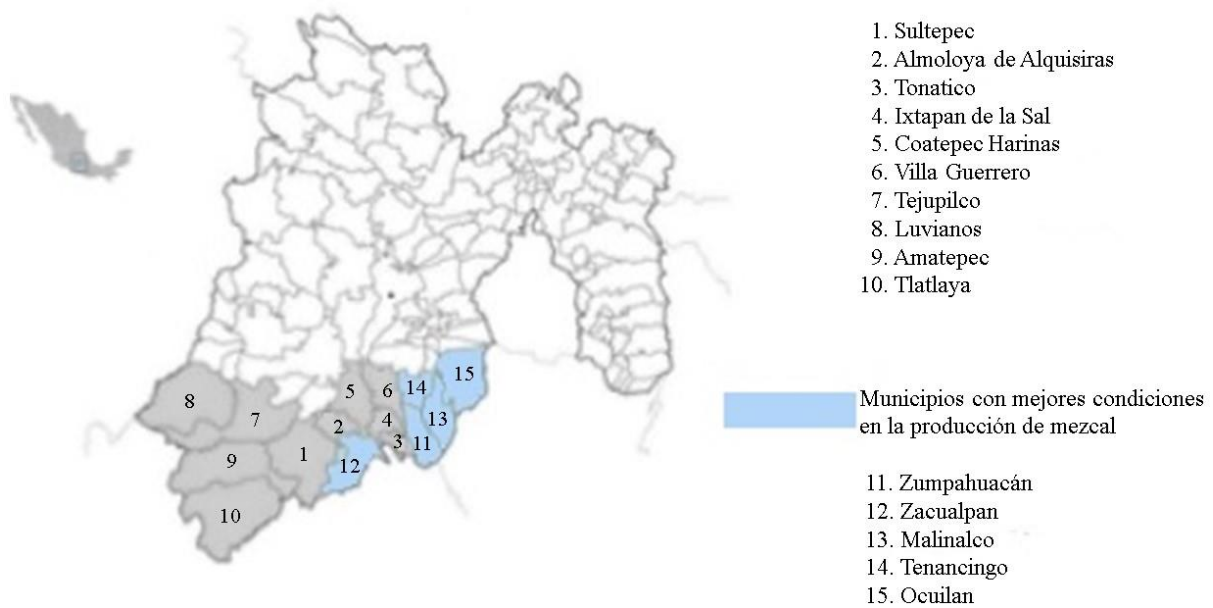 1. Sultepec
2. Almoloya de Alquisiras
3. Tonatico
4. Ixtapan de la Sal
5. Coatepec Harinas
6. Villa Guerrero
7. Tejupilco
8. Luvianos
9. Amatepec
10. Tlatlaya
Municipios con mejores condiciones
en la producción de mezcal
11. Zumpahuacán
12. Zacualpan
13. Malinalco
14. Tenancingo
15. Ocuilan
15
14
6
5
8
7
13
4
2
3
11
1
9
12
10